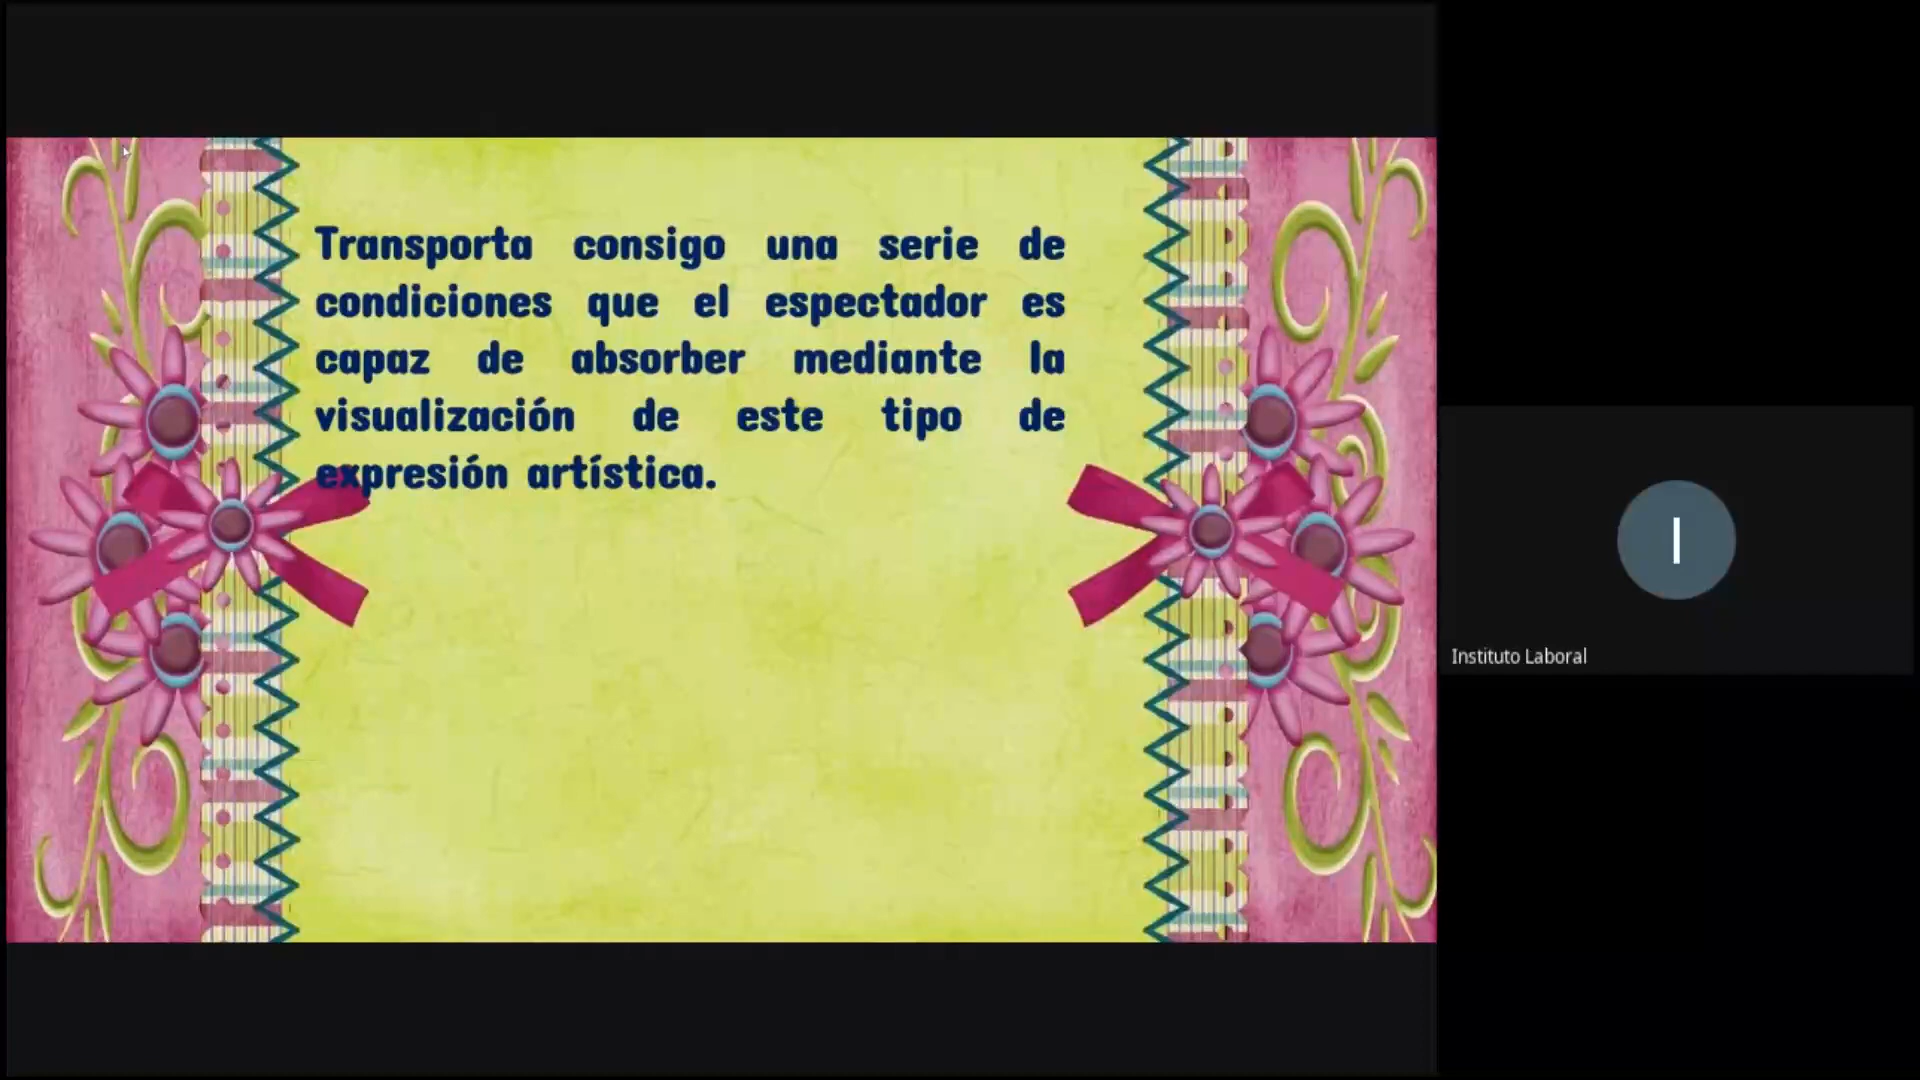 Transporta consigo una serie de
condiciones que el espectador es
capaz de absorber mediante la
visualización de este tipo de
expresión artística.
I
Instituto Laboral